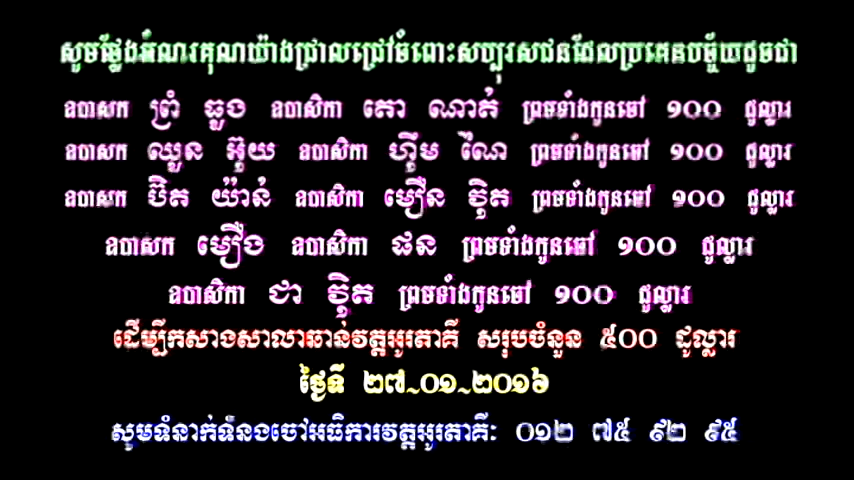 សូមថ្លែងអំណរគុណយ៉ាងជ្រាលជ្រៅចំពោះសប្បុរសជនដែលប្រគេនបច្ច័យដូចជា
ឧបាសក ព្រំ ធួង ឧបាសិកា តោ ណាត់ ព្រមទាំងកូនចៅ ១០០ ដុល្លារ
ឧបាសក ឈួន អ៊ុយ ឧបាសិកា ហ៊ឹម ណៃ ព្រមទាំងកូនចៅ ១០០ ដុល្លារ
ឧបាសក ប៊ិត យ៉ាន់ ឧបាសិកា មឿន វ៉ិត ព្រមទាំងកូនចៅ ១០០ ដុល្លារ
ឧបាសក មឿង ឧបាសិកា ផន ព្រមទាំងកូនចៅ ១០០ ដុល្លារ
ឧបាសិកា ជា វ៉ិត ព្រមទាំងកូនចៅ ១០០ ដុល្លារ
ដើម្បីកសាងសាលាឆាន់វត្តអូរតាគី សរុបចំនួន ៥០០ ដុល្លារ
ថ្ងៃទី ២៧-០១-២០១៦
សូមទំនាក់ទំនងចៅអធិការវត្តអូរតាគីៈ ០១២ ៧៥ ៩២ ៩៥